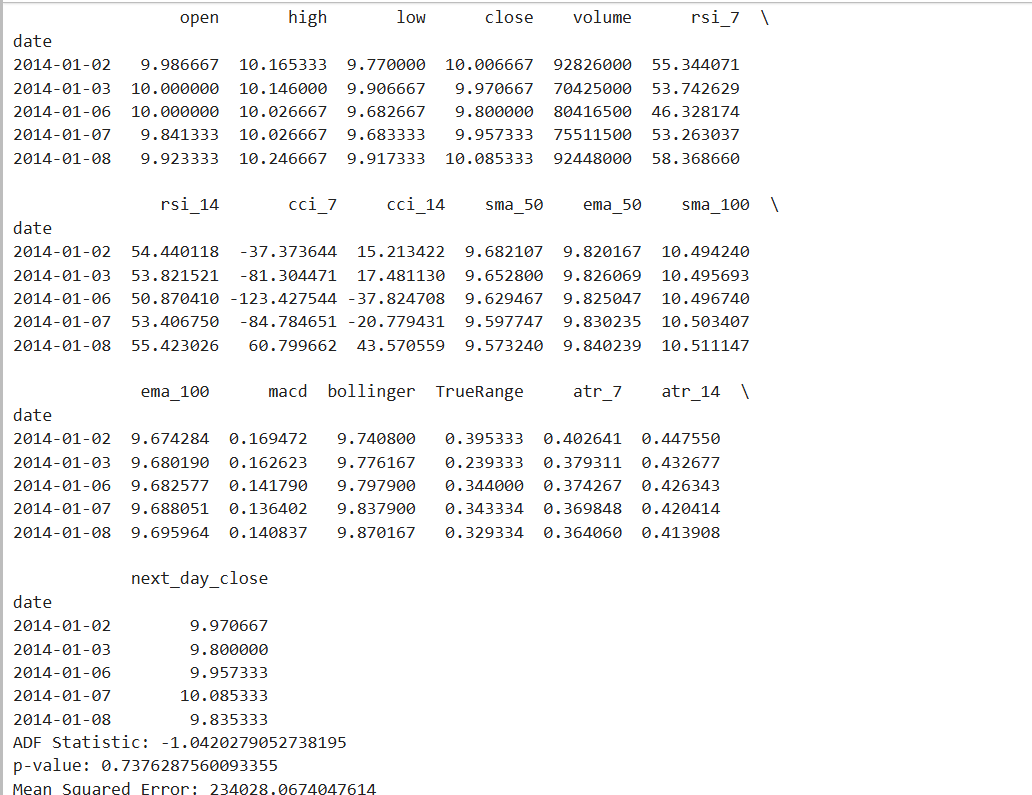 open high low close volume rsi_7 \
date
2014-01-02 9.986667 10.165333 9.770000 10.006667 92826000 55.344071
2014-01-03 10.000000 10.146000 9.906667 9.970667 70425000 53.742629
2014-01-06 10.000000 10.026667 9.682667 9.800000 80416500 46.328174
2014-01-07 9.841333 10.026667 9.683333 9.957333 75511500 53.263037
2014-01-08 9.923333 10.246667 9.917333 10.085333 92448000 58.368660
rsi_14 cci_7 cci_14 sma_50 ema_50 sma_100 \
date
2014-01-02 54.440118 -37.373644 15.213422 9.682107 9.820167 10.494240
2014-01-03 53.821521 -81.304471 17.481130 9.652800 9.826069 10.495693
2014-01-06 50.870410 -123.427544 -37.824708 9.629467 9.825047 10.496740
2014-01-07 53.406750 -84.784651 -20.779431 9.597747 9.830235 10.503407
2014-01-08 55.423026 60.799662 43.570559 9.573240 9.840239 10.511147
ema_100 macd bollinger TrueRange atr_7 atr_14 \
date
2014-01-02 9.674284 0.169472 9.740800 0.395333 0.402641 0.447550
2014-01-03 9.680190 0.162623 9.776167 0.239333 0.379311 0.432677
2014-01-06 9.682577 0.141790 9.797900 0.344000 0.374267 0.426343
2014-01-07 9.688051 0.136402 9.837900 0.343334 0.369848 0.420414
2014-01-08 9.695964 0.140837 9.870167 0.329334 0.364060 0.413908
next_day_close
date
2014-01-02 9.970667
2014-01-03 9.800000
2014-01-06 9.957333
2014-01-07 10.085333
2014-01-08 9.835333
ADF Statistic: -1.0420279052738195
p-value: 0.7376287560093355
Mean Squared Error: 234028.0674047614